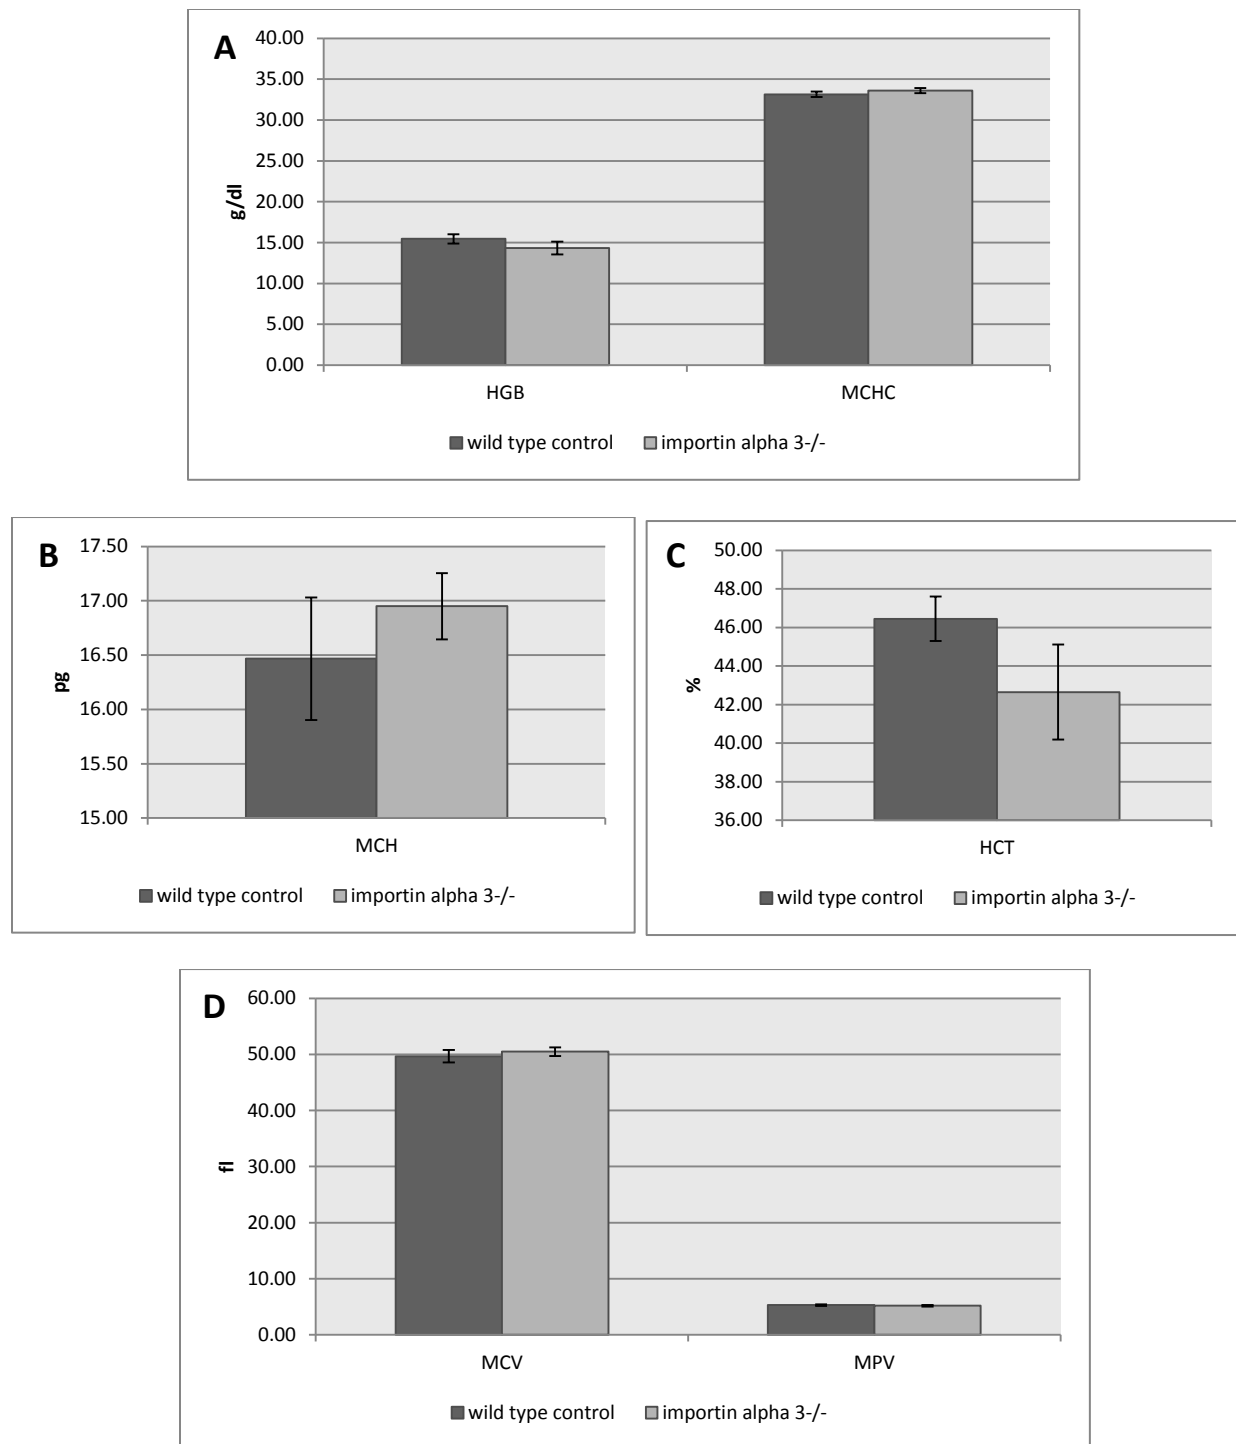 A
40.00
35.00
30.00
25.00
20.00
15.00
10.00
5.00
0.00
g/dl
HGB MCHC
wild type control importin alpha 3-/-
B
17.50
17.00
16.50
16.00
15.50
15.00
pg
MCH
wild type control importin alpha 3-/-
C
50.00
48.00
46.00
44.00
42.00
40.00
38.00
36.00
%
HCT
wild type control importin alpha 3-/-
D
60.00
50.00
40.00
30.00
20.00
10.00
0.00
fl
MCV MPV
wild type control importin alpha 3-/-